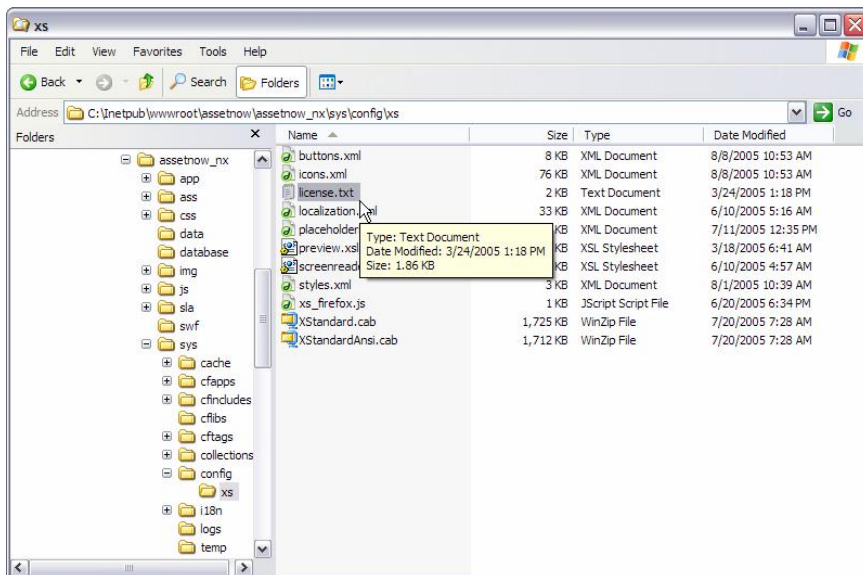 xs
File Edit View Favorites Tools Help
Back Search Folders
Address C:\Inetpub\wwwroot\assetnow\assetnow_nx\sys\config\xs Go
Folders x Name Size Type Date Modified
assetnow_nx
app
ass
css
data
database
img
js
sla
swf
sys
cache
cfapps
cfincludes
cflibs
cftags
collections
config
xs
i18n
logs
temp
buttons.xml 8 KB XML Document 8/8/2005 10:53 AM
icons.xml 76 KB XML Document 8/8/2005 10:53 AM
license.txt 2 KB Text Document 3/24/2005 1:18 PM
localization. ml 33 KB XML Document 6/10/2005 5:16 AM
placeholder KB XML Document 7/11/2005 12:35 PM
preview.xsl KB XSL Stylesheet 3/18/2005 6:41 AM
screenread KB XSL Stylesheet 6/10/2005 4:57 AM
styles.xml 3 KB XML Document 8/1/2005 10:39 AM
xs_firefox.js 1 KB JScript Script File 6/20/2005 6:34 PM
XStandard.cab 1,725 KB WinZip File 7/20/2005 7:28 AM
XStandardAnsi.cab 1,712 KB WinZip File 7/20/2005 7:28 AM
Type: Text Document
Date Modified: 3/24/2005 1:18 PM
Size: 1.86 KB